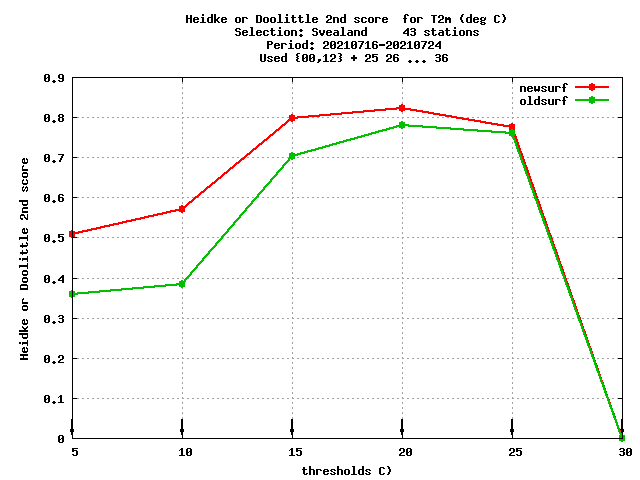 Heidke or Doolittle 2nd score  for T2m (deg C)
Selection: Svealand     43 stations
Period: 20210716-20210724
Used {00,12} + 25 26 ... 36
newsurf
oldsurf
Heidke or Doolittle 2nd score
0.9
0.8
0.7
0.6
0.5
0.4
0.3
0.2
0.1
0
5 10 15 20 25 30
thresholds C)